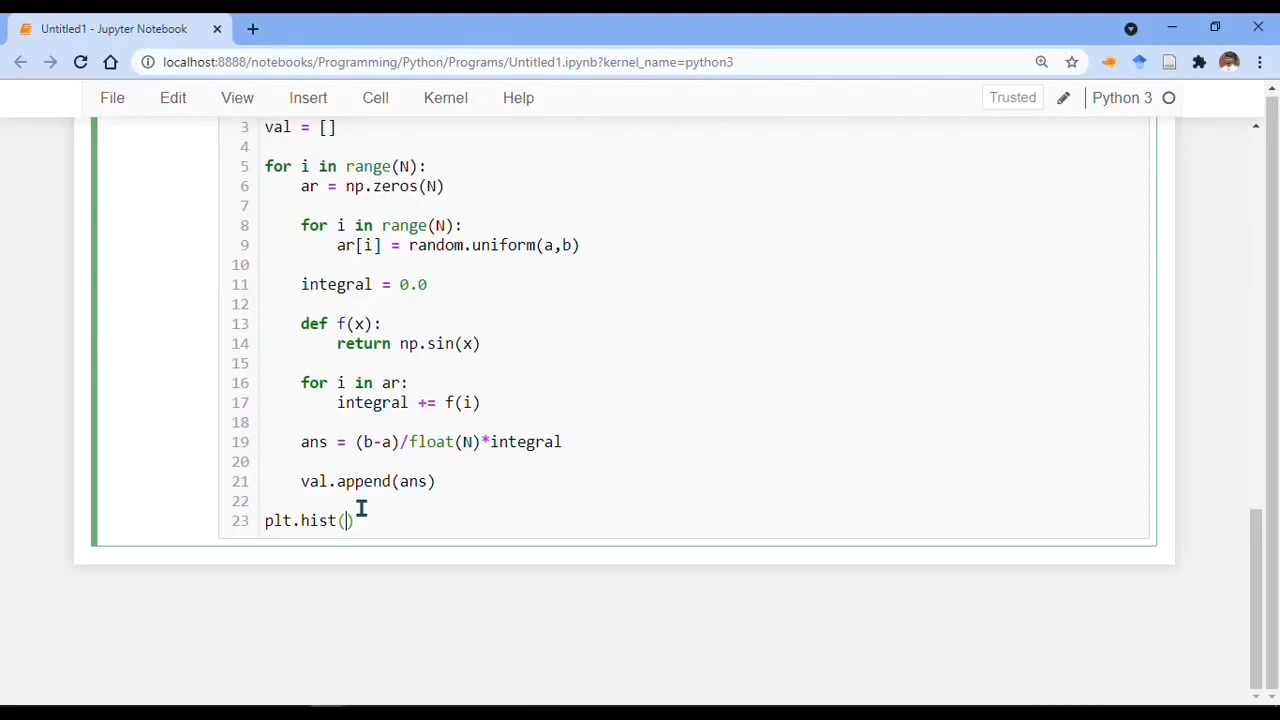 Untitled1 - Jupyter Notebook
localhost:8888/notebooks/Programming/Python/Programs/Untitled1.ipynb?kernel_name=python3
File Edit View Insert Cell Kernel Help Trusted Python 3
3 val = []
4
5 for i in range(N):
6 ar = np.zeros(N)
7
8 for i in range(N):
9 ar[i] = random.uniform(a,b)
10
11 integral = 0.0
12
13 def f(x):
14 return np.sin(x)
15
16 for i in ar:
17 integral += f(i)
18
19 ans = (b-a)/float(N)*integral
20
21 val.append(ans)
22
23 plt.hist()